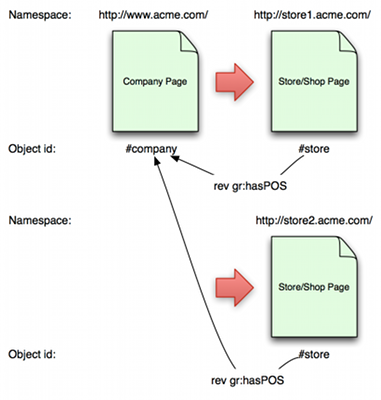 Namespace: http://www.acme.com/ http://store1.acme.com/
Company Page Store/Shop Page
Object id: #company #store
rev gr:hasPOS
Namespace: http://store2.acme.com/
Store/Shop Page
Object id: #store
rev gr:hasPOS